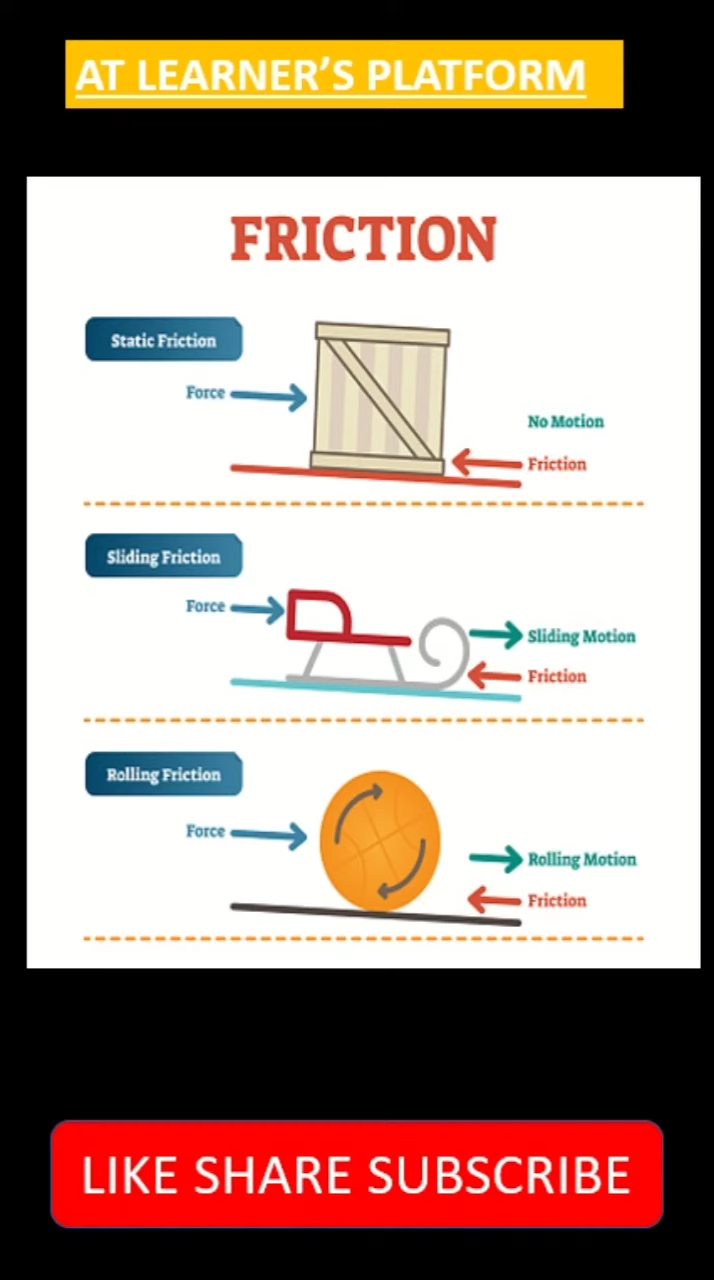 AT LEARNER’S PLATFORM
FRICTION
Static Friction
Force
No Motion
Friction
Sliding Friction
Force
Sliding Motion
Friction
Rolling Friction
Force
Rolling Motion
Friction
LIKE SHARE SUBSCRIBE